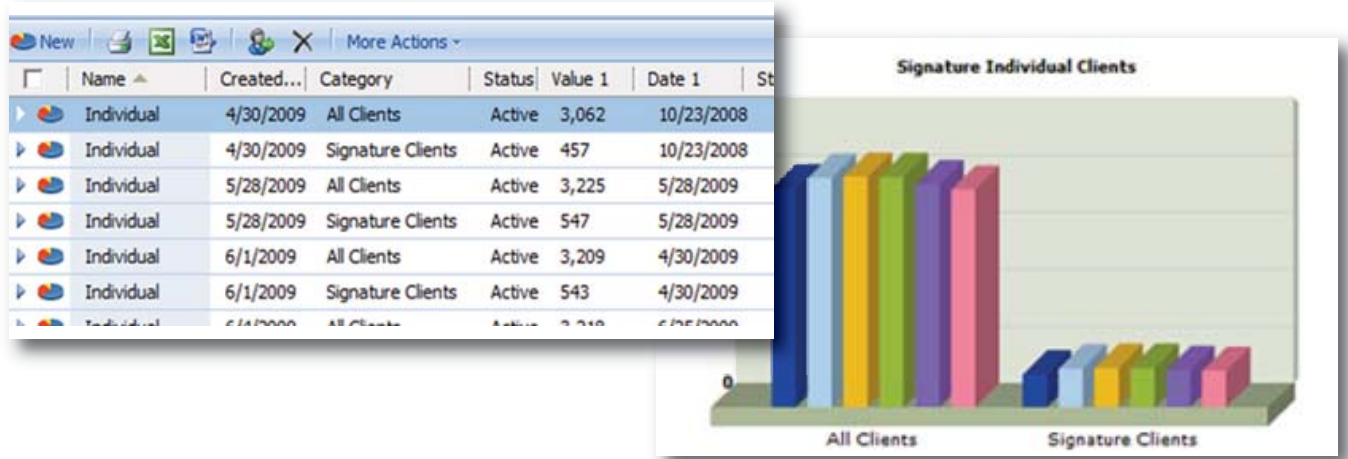 New More Actions
Name Created... Category Status Value 1 Date 1 St
Individual 4/30/2009 All Clients Active 3,062 10/23/2008
Individual 4/30/2009 Signature Clients Active 457 10/23/2008
Individual 5/28/2009 All Clients Active 3,225 5/28/2009
Individual 5/28/2009 Signature Clients Active 547 5/28/2009
Individual 6/1/2009 All Clients Active 3,209 4/30/2009
Individual 6/1/2009 Signature Clients Active 543 4/30/2009
Signature Individual Clients
0
All Clients Signature Clients